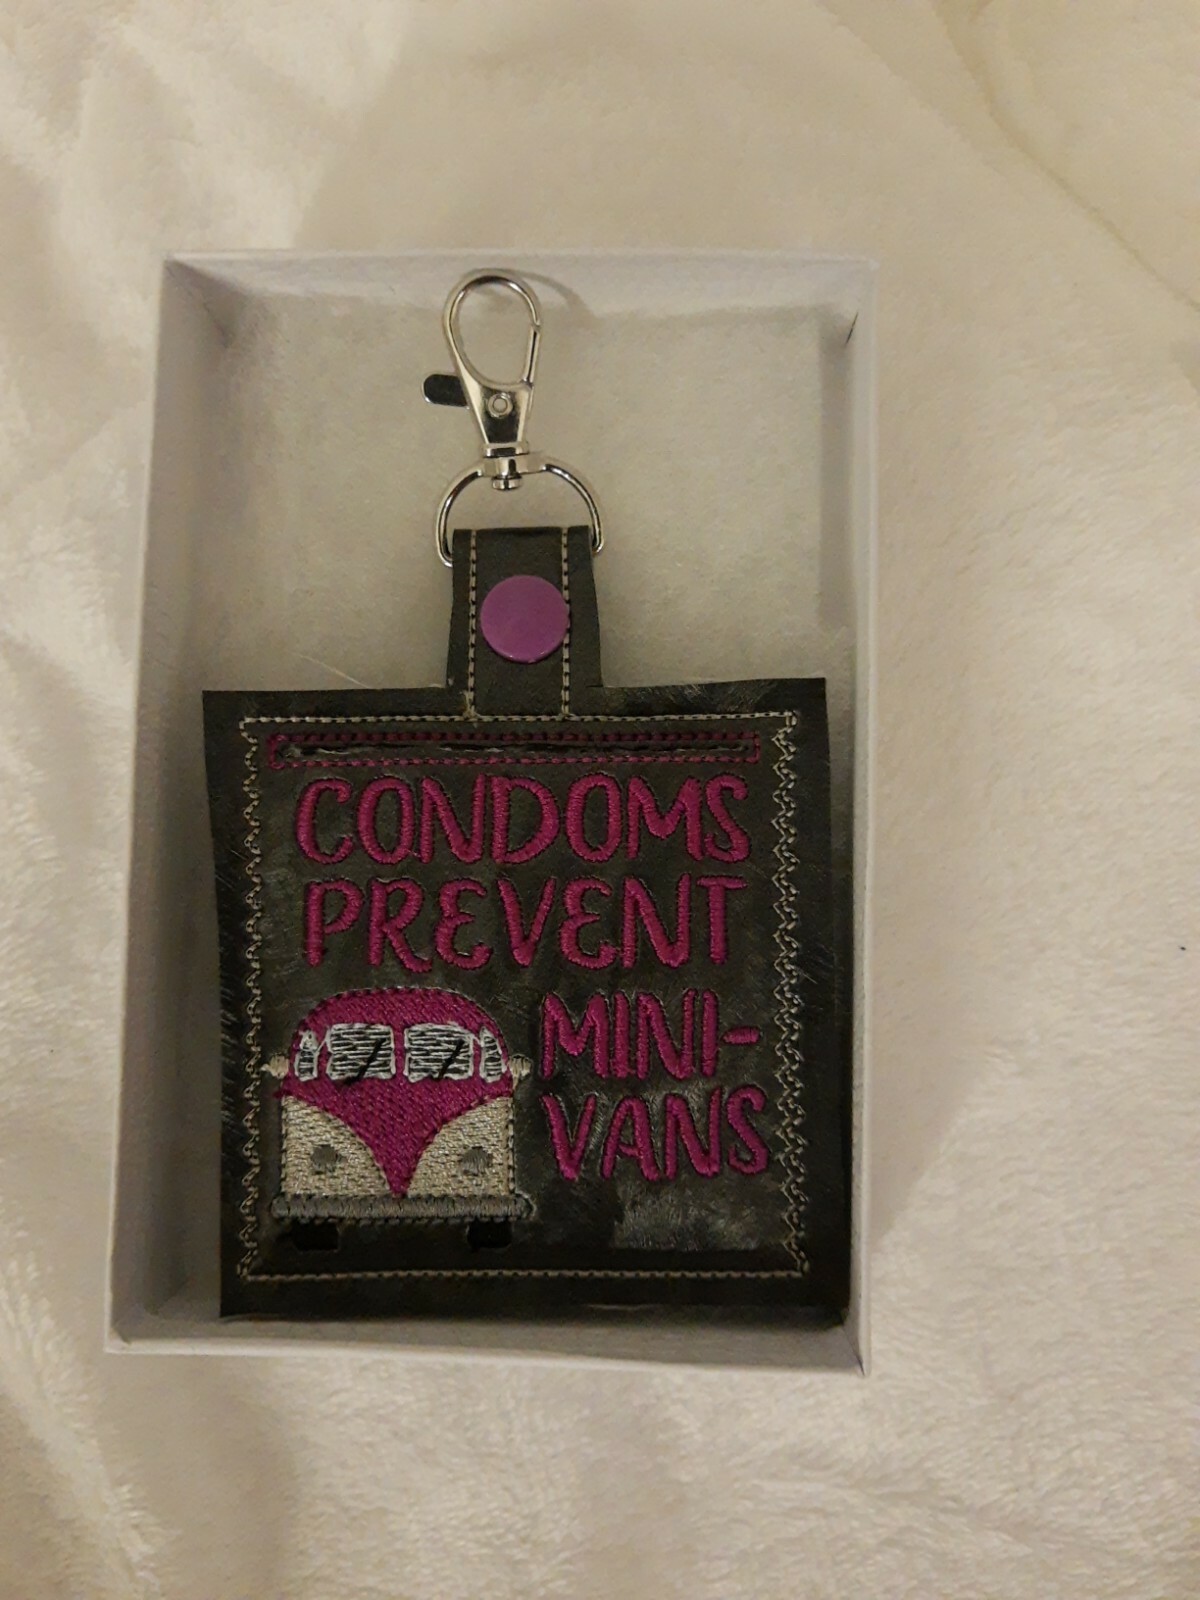 CONDOMS
PREVENT
MINI-
VANS